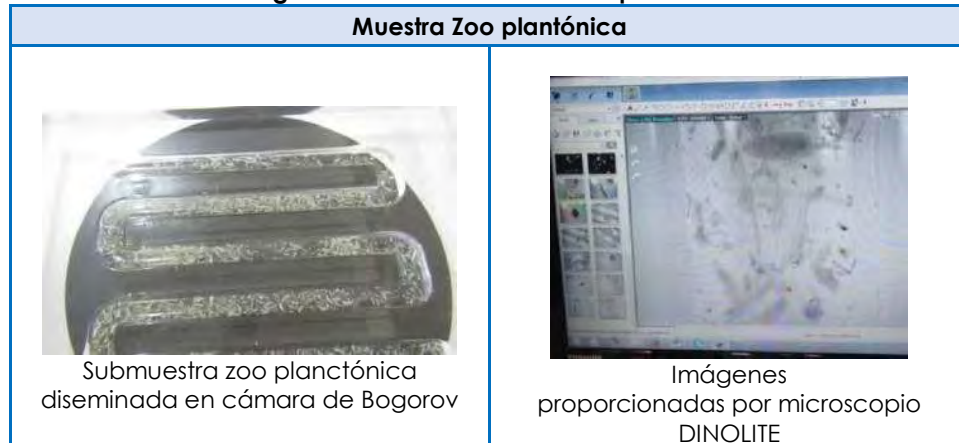 Muestra Zoo plantónica
Submuestra zoo planctónica
diseminada en cámara de Bogorov
Imágenes
proporcionadas por microscopio
DINOLITE